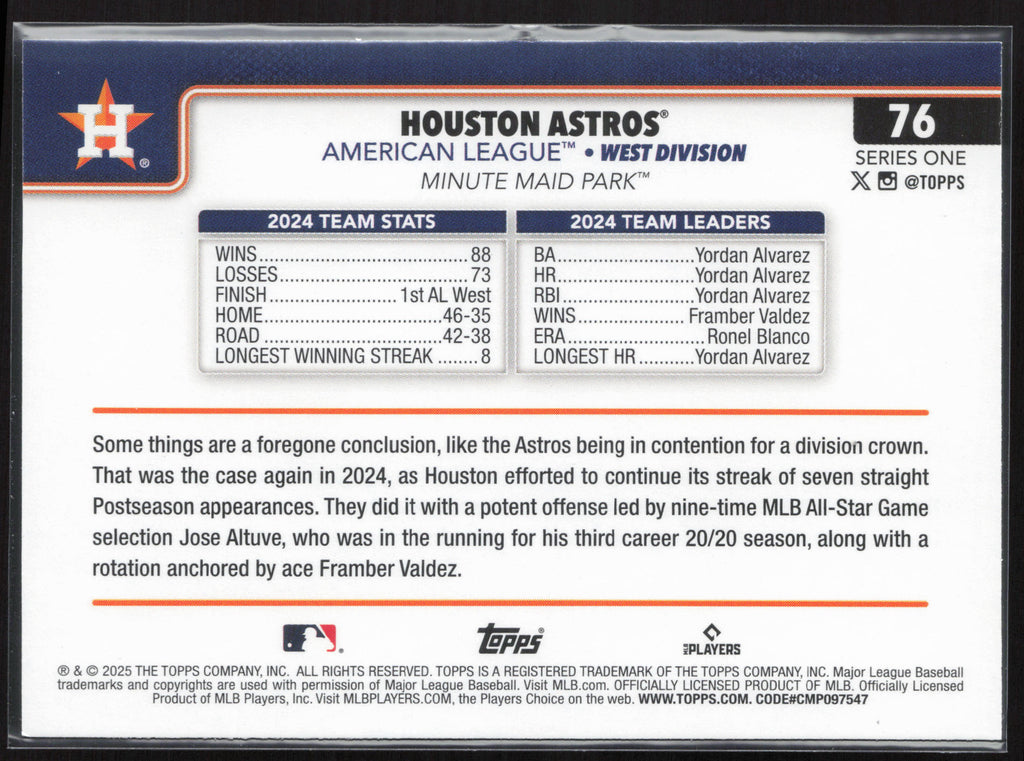 H ®
HOUSTON ASTROS®
AMERICAN LEAGUE™ • WEST DIVISION
MINUTE MAID PARK™
76
SERIES ONE
X @TOPPS
2024 TEAM STATS
WINS..........................................88
LOSSES......................................73
FINISH.........................1st AL West
HOME...................................46-35
ROAD...................................42-38
LONGEST WINNING STREAK ........8
2024 TEAM LEADERS
BA...........................Yordan Alvarez
HR...........................Yordan Alvarez
RBI..........................Yordan Alvarez
WINS.....................Framber Valdez
ERA...........................Ronel Blanco
LONGEST HR...........Yordan Alvarez
Some things are a foregone conclusion, like the Astros being in contention for a division crown.
That was the case again in 2024, as Houston efforted to continue its streak of seven straight
Postseason appearances. They did it with a potent offense led by nine-time MLB All-Star Game
selection Jose Altuve, who was in the running for his third career 20/20 season, along with a
rotation anchored by ace Framber Valdez.
topps®
MLB PLAYERS
® & © 2025 THE TOPPS COMPANY, INC. ALL RIGHTS RESERVED. TOPPS IS A REGISTERED TRADEMARK OF THE TOPPS COMPANY, INC. Major League Baseball
trademarks and copyrights are used with permission of Major League Baseball. Visit MLB.com. OFFICIALLY LICENSED PRODUCT OF MLB. Officially Licensed
Product of MLB Players, Inc. Visit MLBPLAYERS.COM, the Players Choice on the web. WWW.TOPPS.COM. CODE#CMP097547